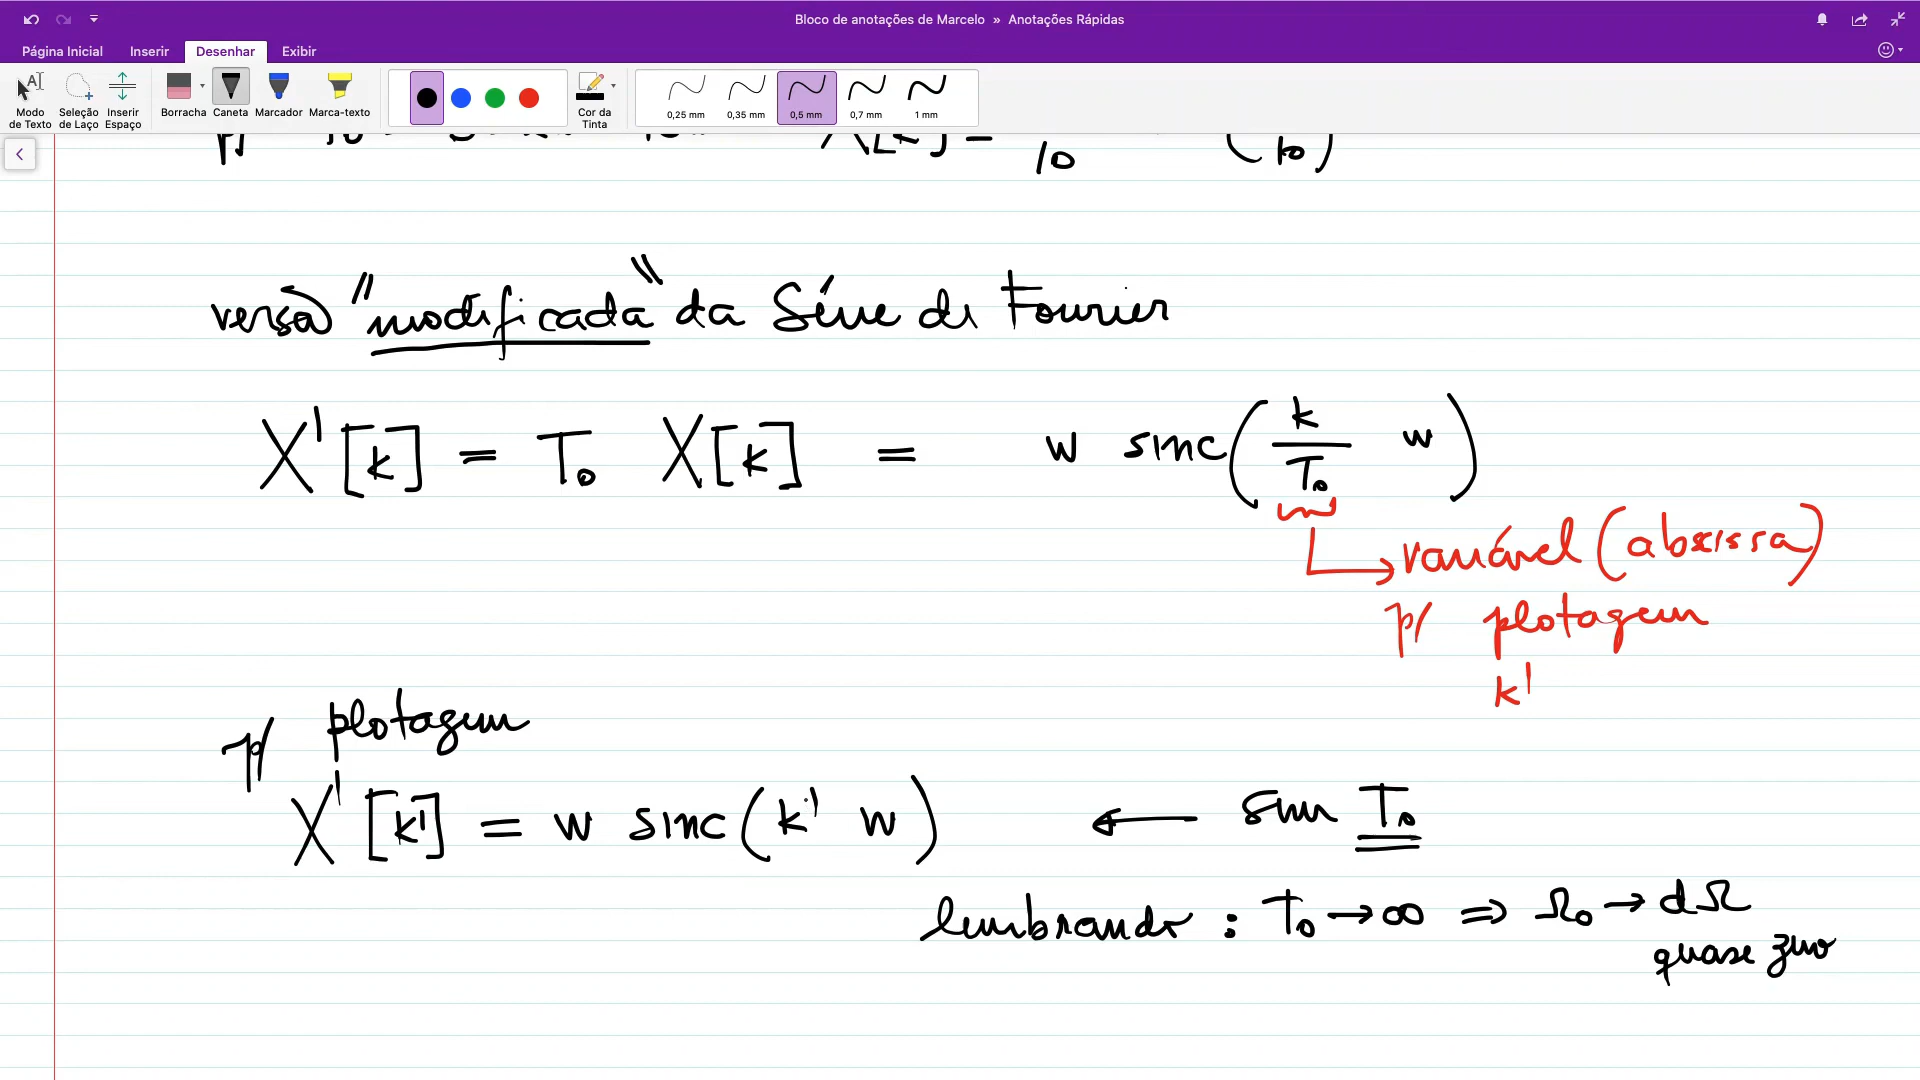 Bloco de anotações de Marcelo » Anotações Rápidas
Página Inicial Inserir Desenhar Exibir
Modo de Texto Seleção de Laço Inserir Espaço Borracha Caneta Marcador Marca-texto Cor da Tinta 0,25 mm 0,35 mm 0,5 mm 0,7 mm 1 mm
X[k] = 10 (10)
versão "modificada" da Série de Fourier
X'[k] = T₀ X[k] = w sinc(k/T₀ w)
variável (abscissa)
p/ plotagem
k'
p/ plotagem
X'[k'] = w sinc(k' w) ← sem T₀
lembrando : T₀ → ∞ ⇒ Ω₀ → dΩ
quase zero